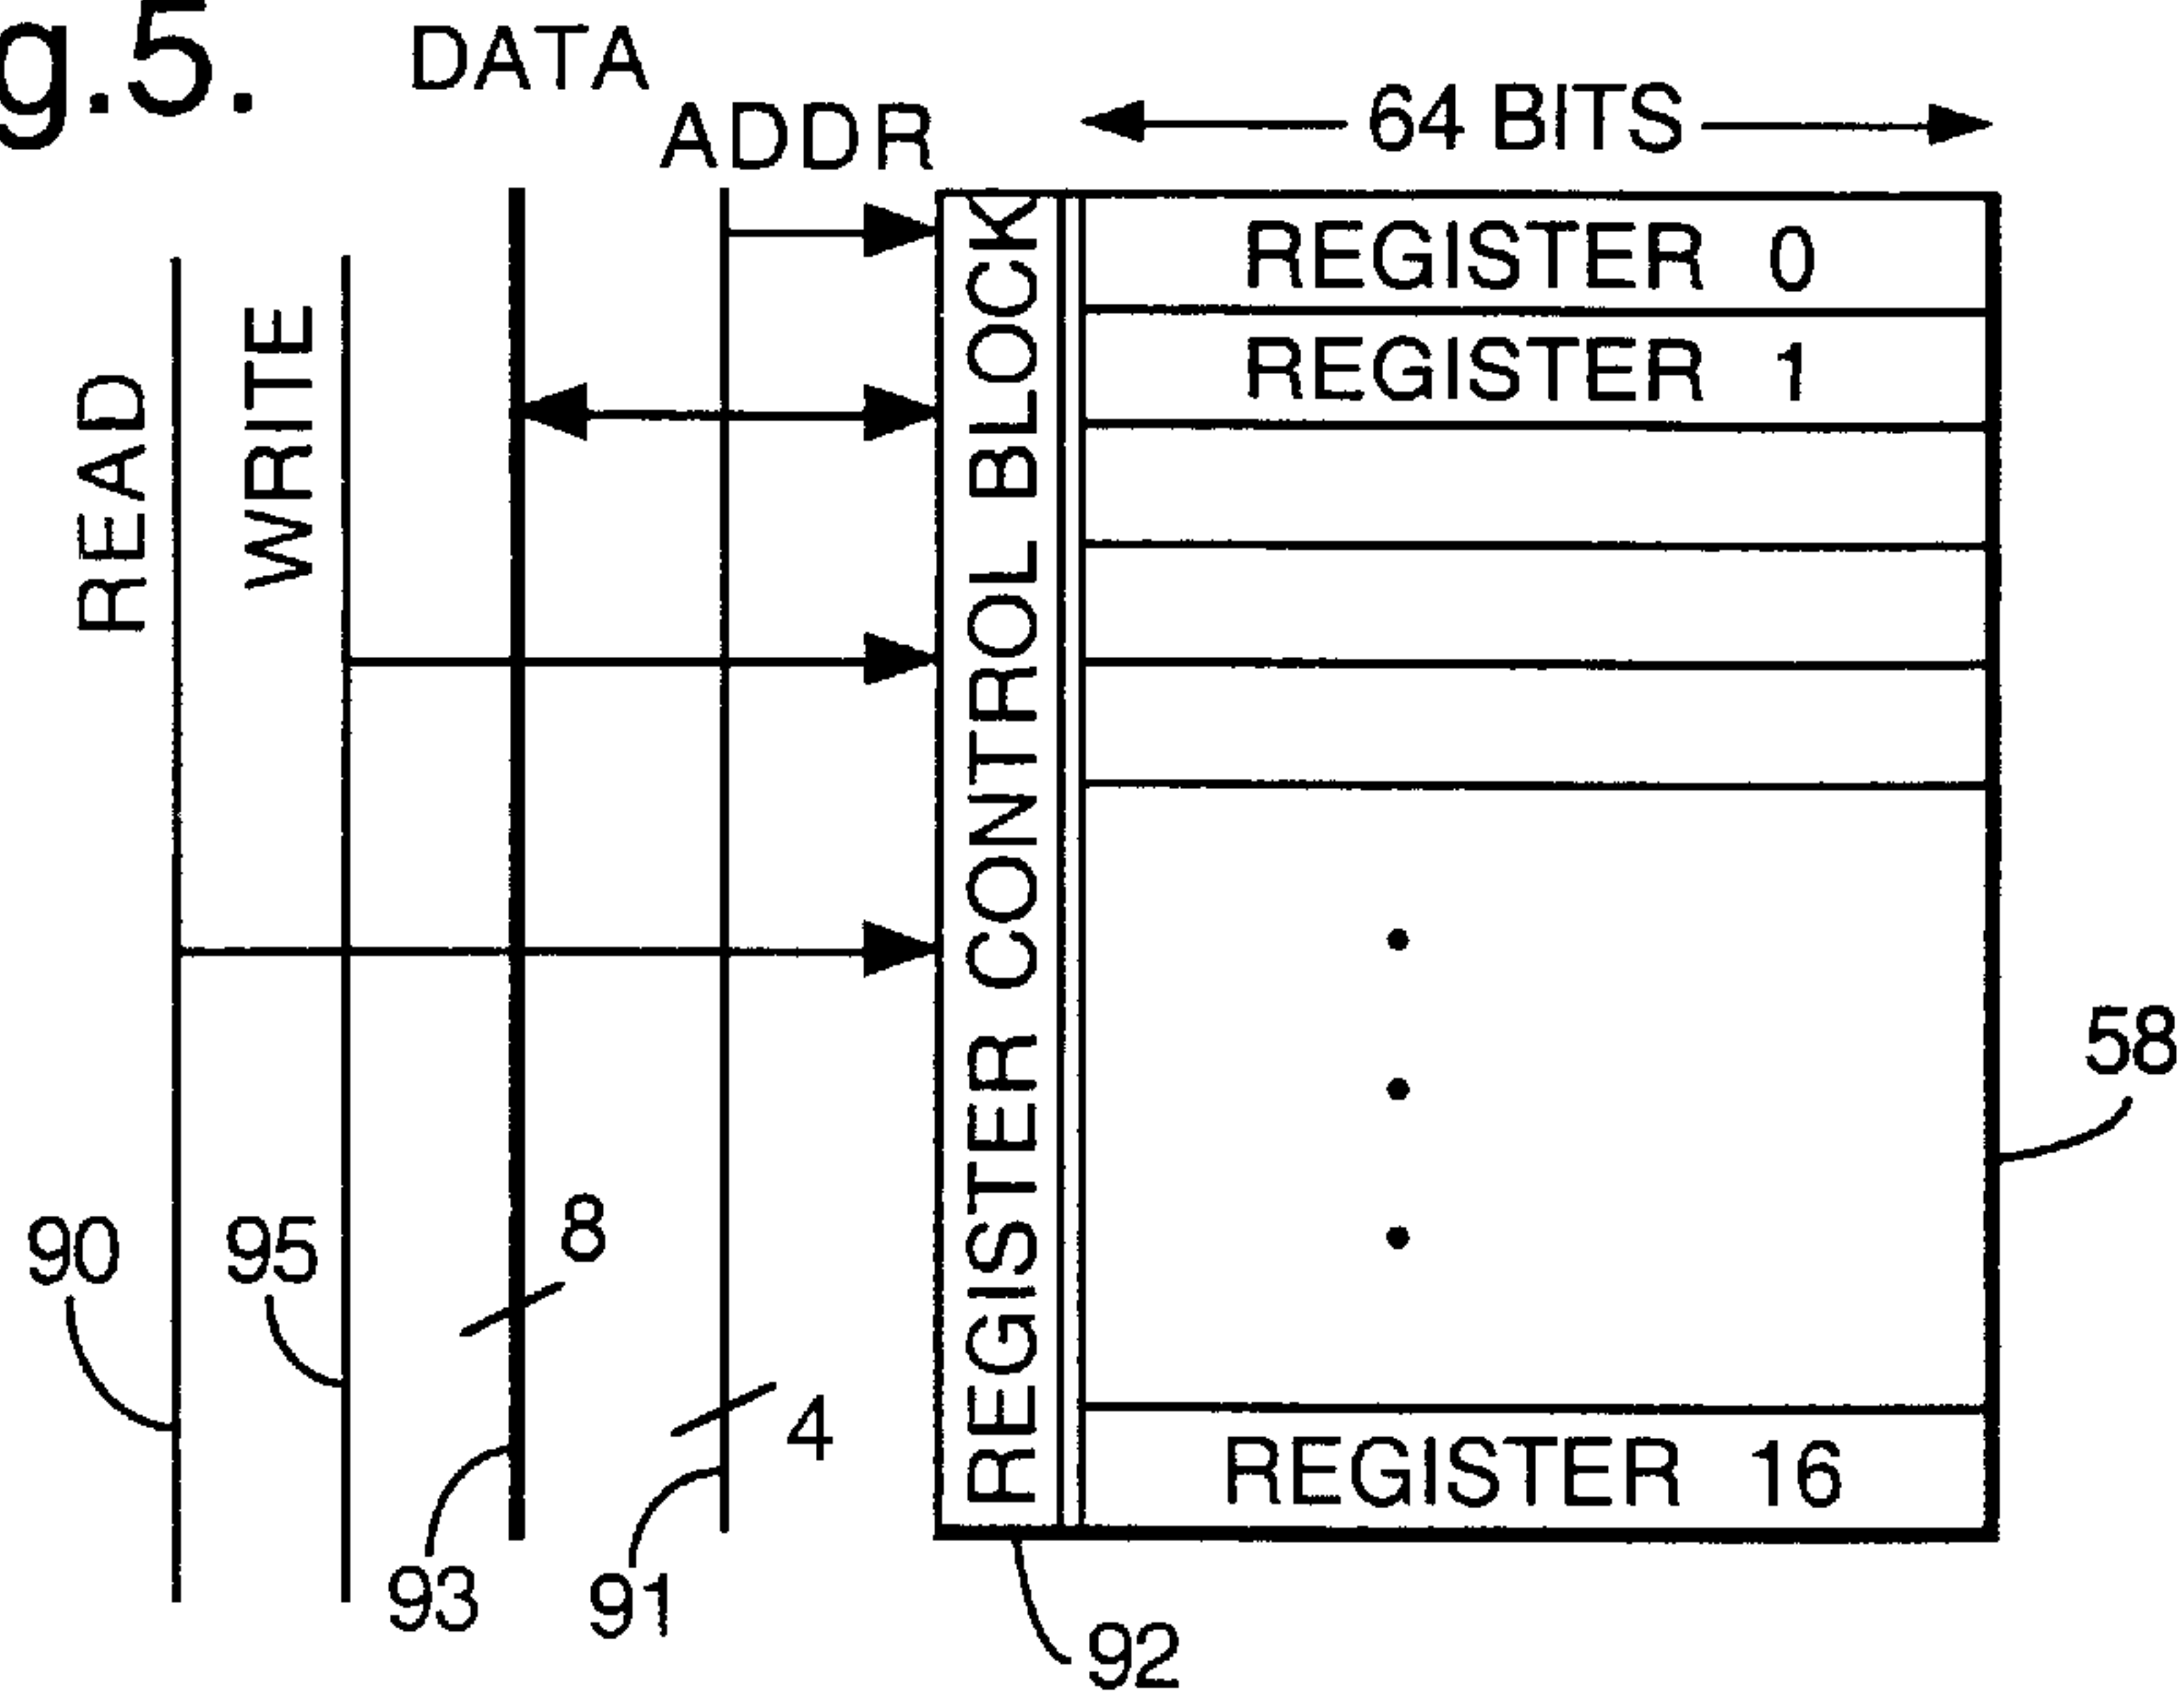 g.5.
DATA
ADDR
64 BITS
READ
WRITE
REGISTER CONTROL BLOCK
REGISTER 0
REGISTER 1
58
90
95
8
4
REGISTER 16
93
91
92